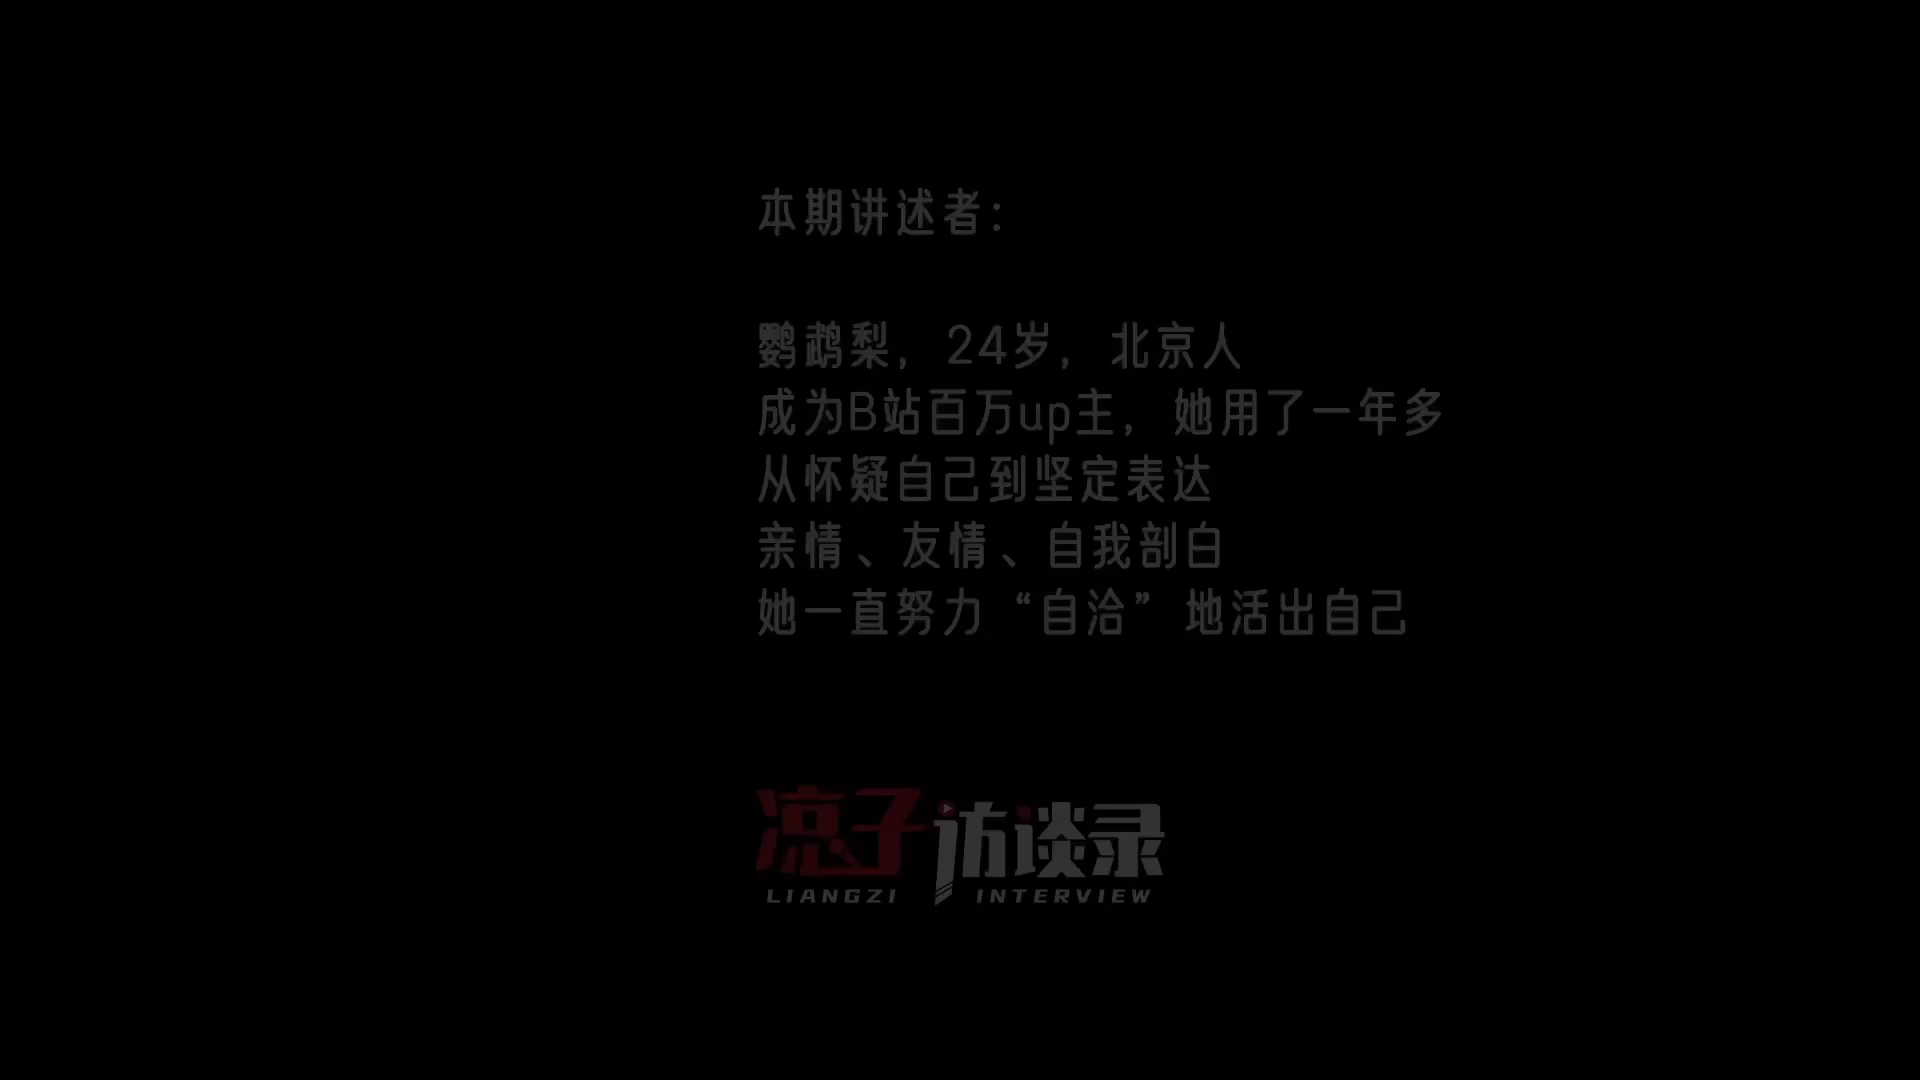 本期讲述者：
鹦鹉梨，24岁，北京人
成为B站百万up主，她用了一年多
从怀疑自己到坚定表达
亲情、友情、自我剖白
她一直努力“自洽”地活出自己
凉子访谈录
LIANGZI INTERVIEW